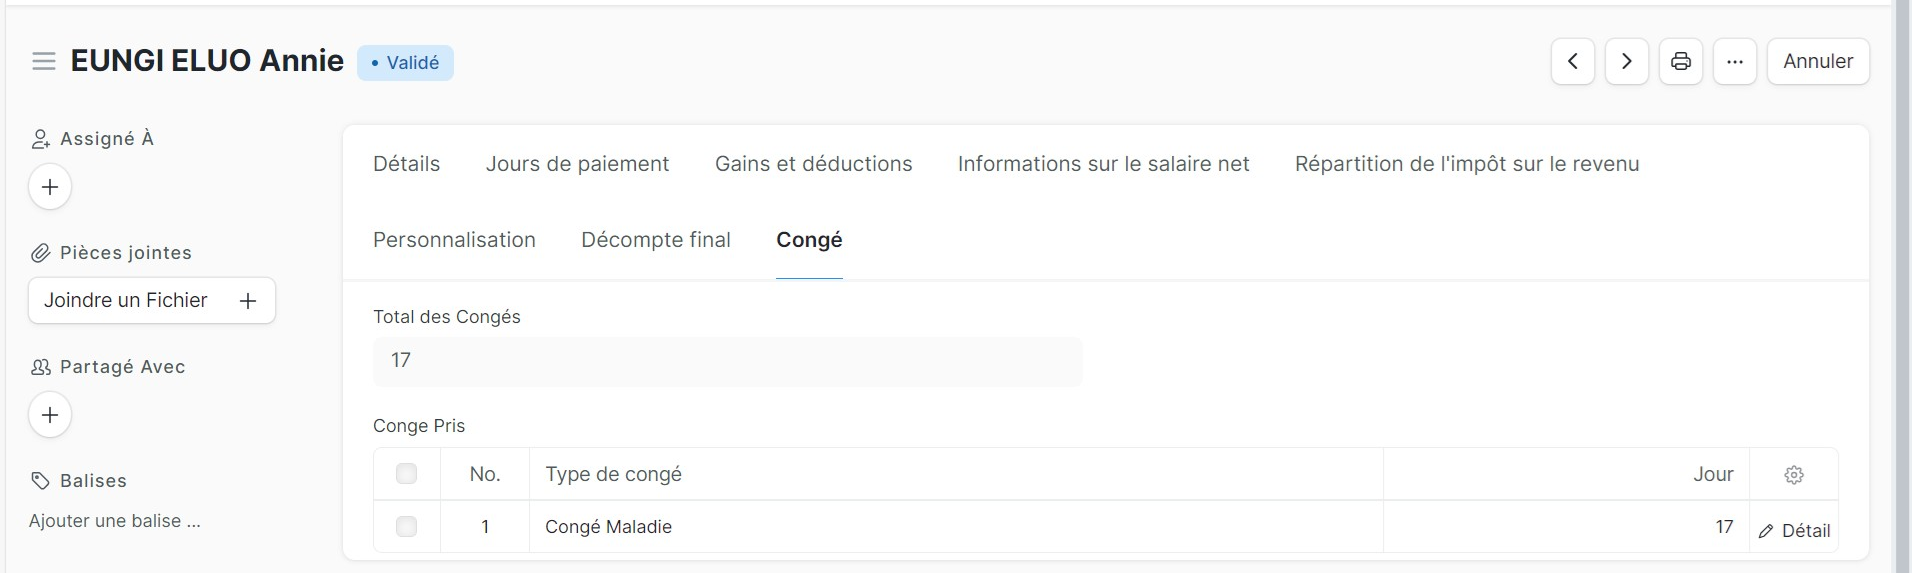 EUNGI ELUO Annie
• Validé
Annuler
Assigné À
Pièces jointes
Joindre un Fichier
Partagé Avec
Balises
Ajouter une balise ...
Détails
Jours de paiement
Gains et déductions
Informations sur le salaire net
Répartition de l'impôt sur le revenu
Personnalisation
Décompte final
Congé
Total des Congés
17
Conge Pris
No. Type de congé Jour
1 Congé Maladie 17 Détail